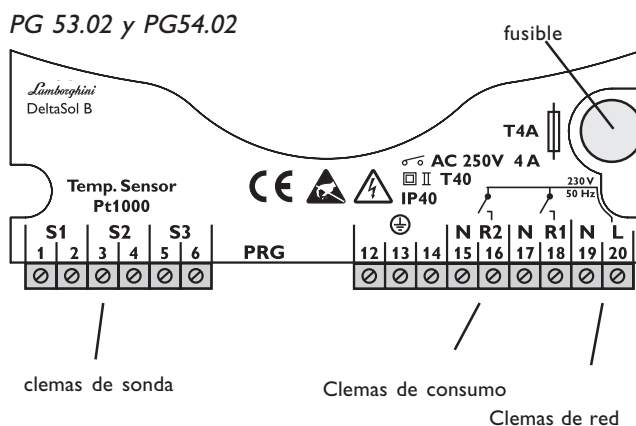 PG 53.02 y PG54.02
fusible
Lamborghini
DeltaSol B
T4A
AC 250V 4A
T40
IP40
Temp. Sensor
Pt1000
230V
50 Hz
S1 S2 S3
N R2 N R1 N L
1 2 3 4 5 6 PRG 12 13 14 15 16 17 18 19 20
clemas de sonda
Clemas de consumo
Clemas de red